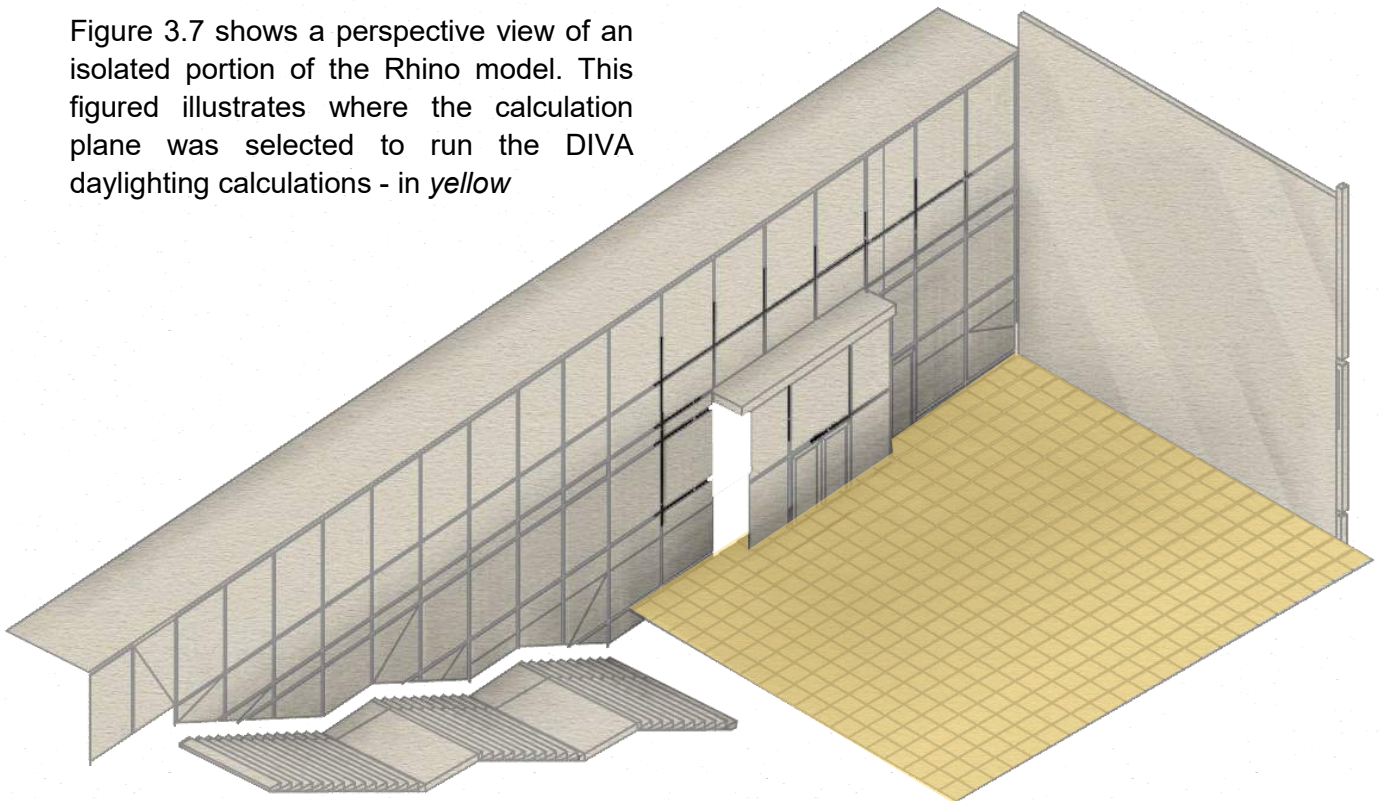 Figure 3.7 shows a perspective view of an
isolated portion of the Rhino model. This
figured illustrates where the calculation
plane was selected to run the DIVA
daylighting calculations - in yellow